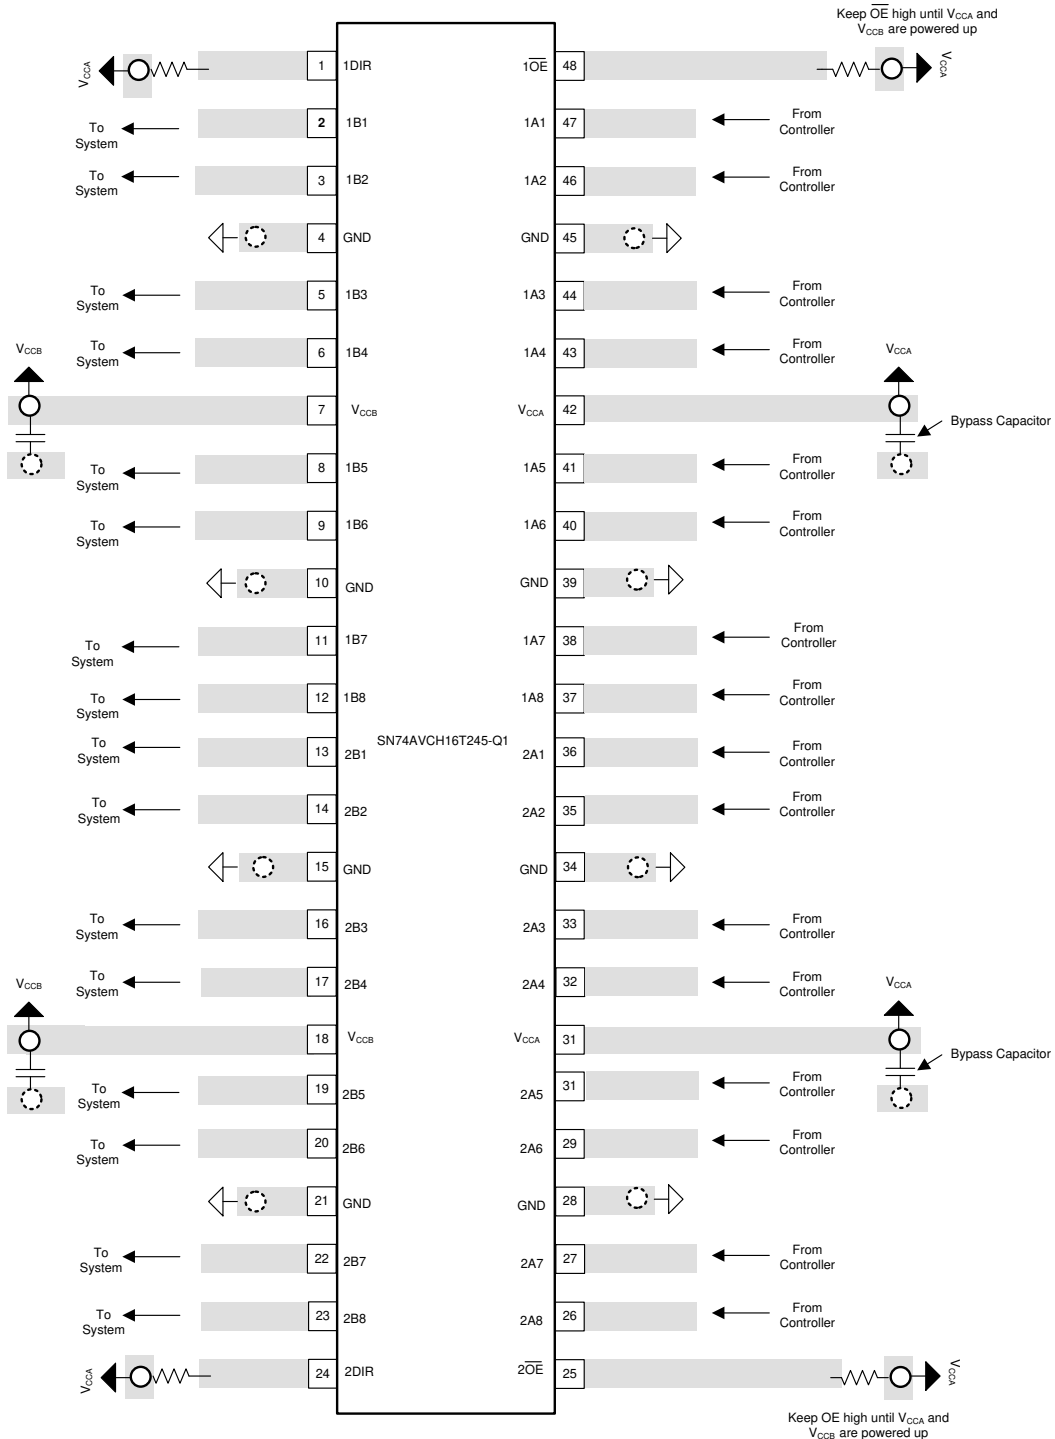 Keep OE high until VCCA and
VCCB are powered up
VCCA 1 1DIR 1OE 48 VCCA
To System 2 1B1 1A1 47 From Controller
To System 3 1B2 1A2 46 From Controller
4 GND GND 45
To System 5 1B3 1A3 44 From Controller
To System 6 1B4 1A4 43 From Controller
VCCB VCCA
7 VCCB VCCA 42 Bypass Capacitor
To System 8 1B5 1A5 41 From Controller
To System 9 1B6 1A6 40 From Controller
10 GND GND 39
To System 11 1B7 1A7 38 From Controller
To System 12 1B8 1A8 37 From Controller
SN74AVCH16T245-Q1
To System 13 2B1 2A1 36 From Controller
To System 14 2B2 2A2 35 From Controller
15 GND GND 34
To System 16 2B3 2A3 33 From Controller
To System 17 2B4 2A4 32 From Controller
VCCB VCCA
18 VCCB VCCA 31 Bypass Capacitor
To System 19 2B5 2A5 31 From Controller
To System 20 2B6 2A6 29 From Controller
21 GND GND 28
To System 22 2B7 2A7 27 From Controller
To System 23 2B8 2A8 26 From Controller
VCCA 24 2DIR 2OE 25 VCCA
Keep OE high until VCCA and
VCCB are powered up